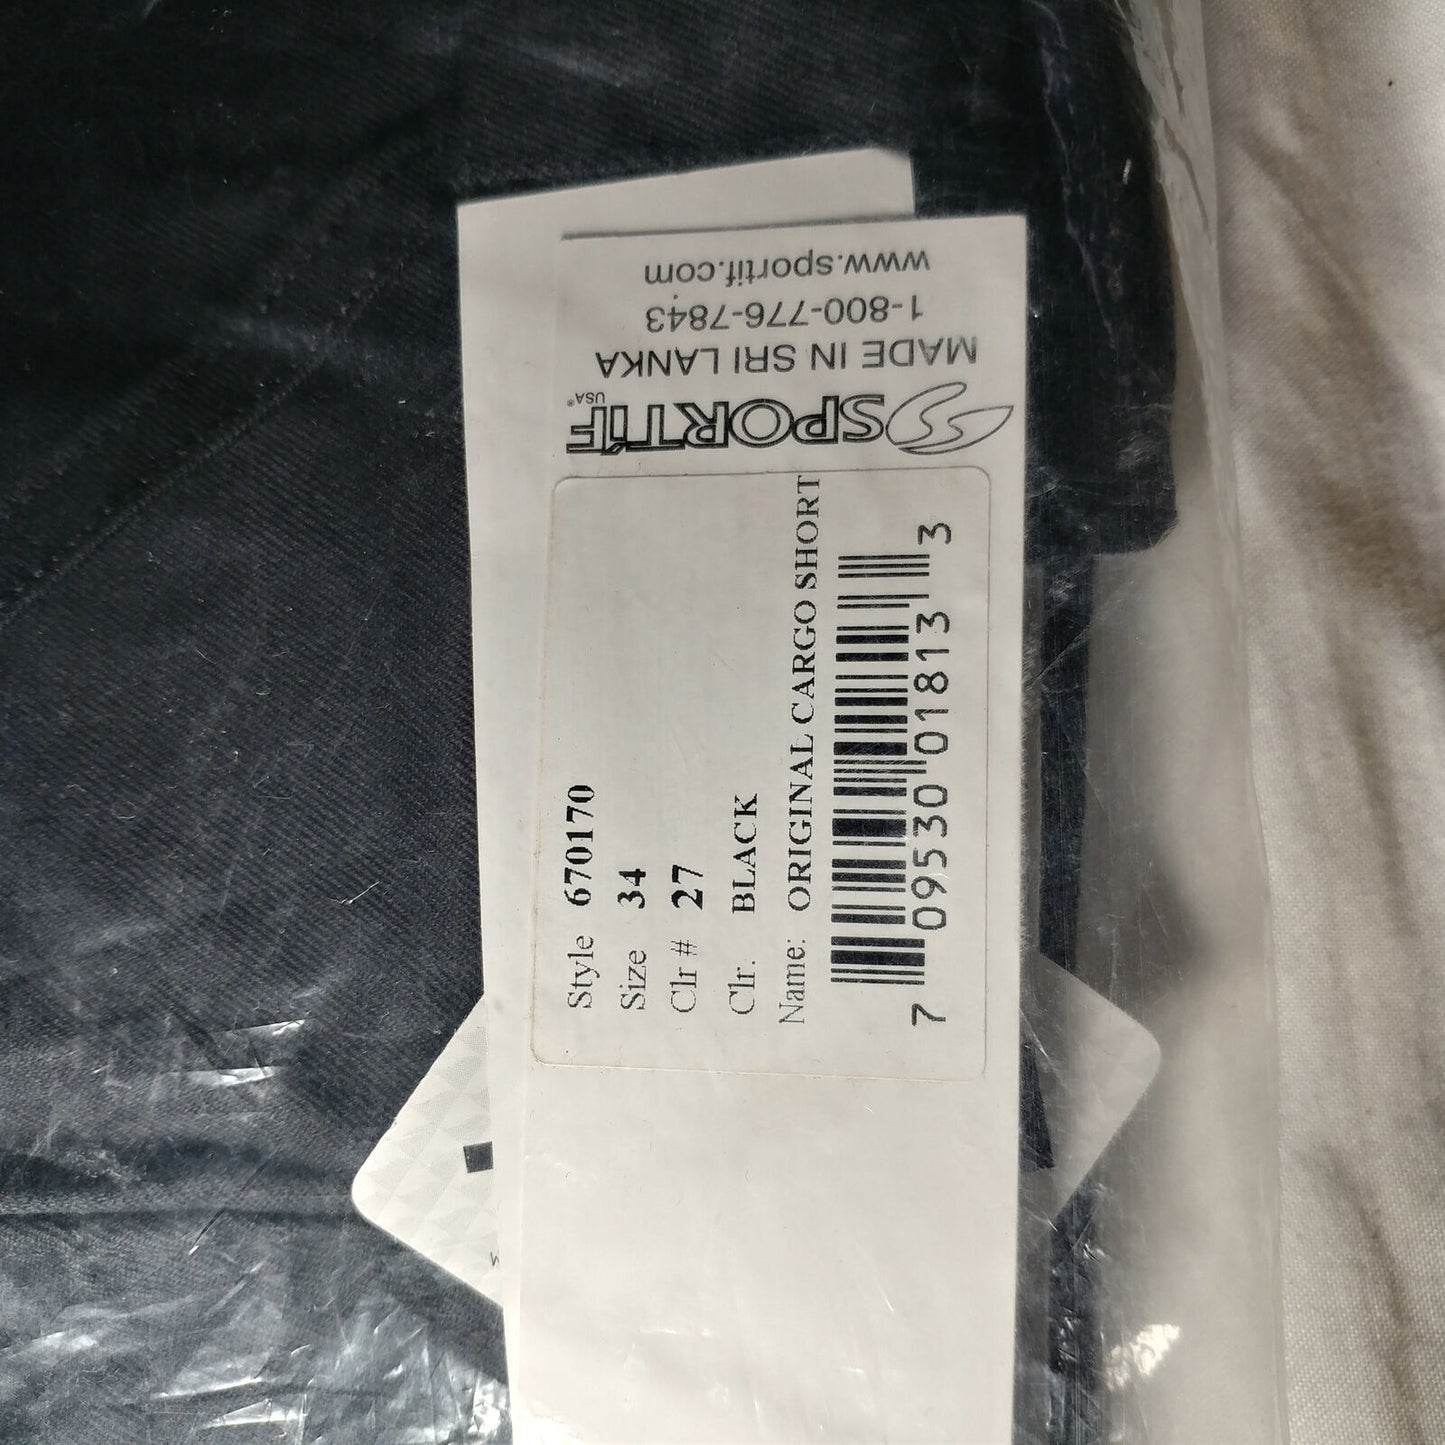 www.sportif.com
1-800-776-7843
MADE IN SRI LANKA
SPORTIF USA®
Style 670170
Size 34
Clr # 27
Clr. BLACK
Name: ORIGINAL CARGO SHORT
7 09530 01813 3